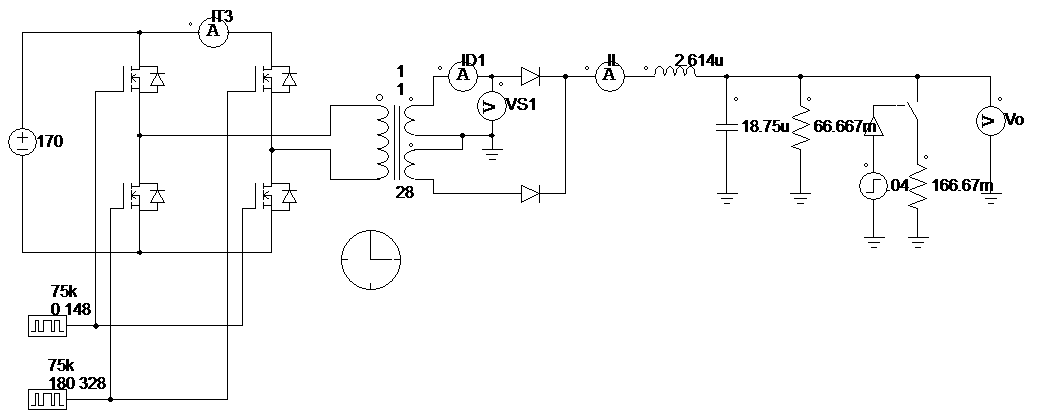 IT3
A
170
1
1
28
ID1
A
V
VS1
IL
A
2.614u
18.75u
66.667m
.04
166.67m
V
Vo
75k
0 148
75k
180 328